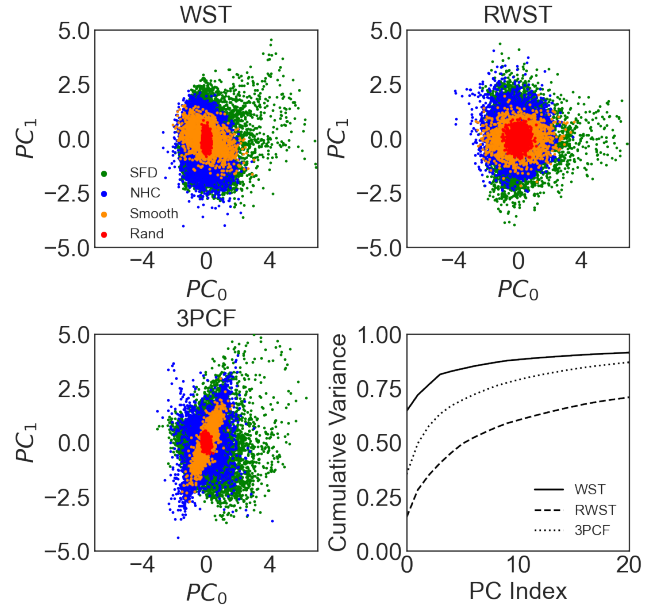 WST
5.0
2.5
0.0
−2.5
−5.0
PC1
SFD
NHC
Smooth
Rand
−4
0
4
PC0
RWST
5.0
2.5
0.0
−2.5
−5.0
PC1
−4
0
4
PC0
3PCF
5.0
2.5
0.0
−2.5
−5.0
PC1
−4
0
4
PC0
1.00
0.75
0.50
0.25
0.00
Cumulative Variance
WST
RWST
3PCF
0
10
20
PC Index